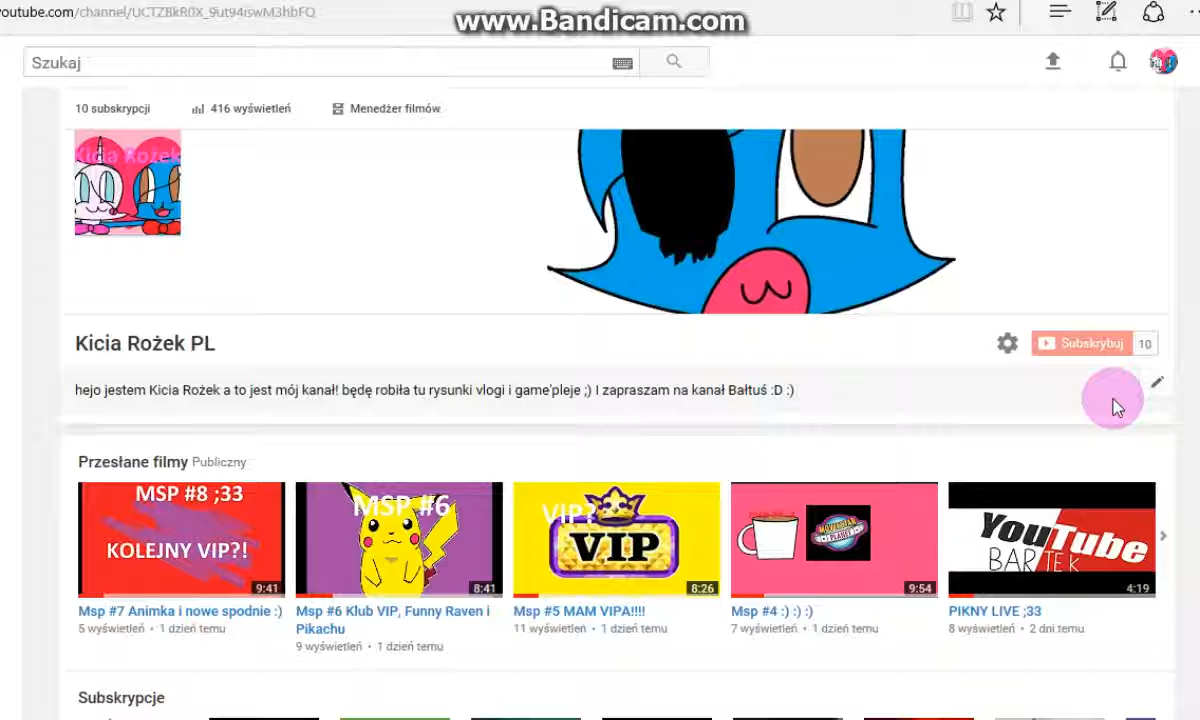 www.Bandicam.com
youtube.com/channel/UCTZBkR0X_9ut94iswM3hbFQ
Szukaj
10 subskrypcji 416 wyświetleń Menedżer filmów
Kicia Rożek
Kicia Rożek PL
Subskrybuj 10
hejo jestem Kicia Rożek a to jest mój kanał! będę robiła tu rysunki vlogi i game'pleje ;) I zapraszam na kanał Bałtuś :D :)
Przesłane filmy Publiczny
MSP #8 ;33
KOLEJNY VIP?!
9:41
MSP #6
8:41
VIP?
VIP
8:26
9:54
YouTube
BARTEK
4:19
Msp #7 Animka i nowe spodnie :)
5 wyświetleń • 1 dzień temu
Msp #6 Klub VIP, Funny Raven i
Pikachu
9 wyświetleń • 1 dzień temu
Msp #5 MAM VIPA!!!!
11 wyświetleń • 1 dzień temu
Msp #4 :) :) :)
7 wyświetleń • 1 dzień temu
PIKNY LIVE ;33
8 wyświetleń • 2 dni temu
Subskrypcje